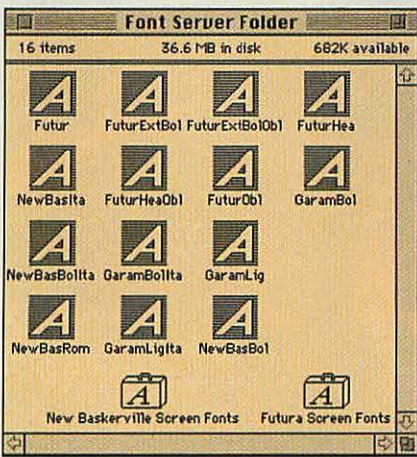 Font Server Folder
16 items 36.6 MB in disk 682K available
Futur FuturExtBol FuturExtBolObl FuturHea
NewBasIta FuturHeaObl FuturObl GaramBol
NewBasBolIta GaramBolIta GaramLig
NewBasRom GaramLigIta NewBasBol
New Baskerville Screen Fonts Futura Screen Fonts